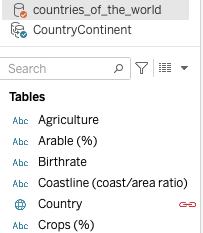 countries_of_the_world
CountryContinent
Search
Tables
Abc Agriculture
Abc Arable (%)
Abc Birthrate
Abc Coastline (coast/area ratio)
Country
Abc Crops (%)